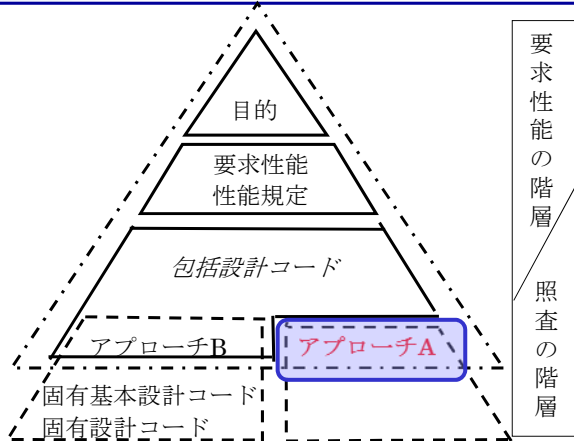 目的
要求性能
性能規定
包括設計コード
アプローチB
アプローチA
固有基本設計コード
固有設計コード
要求性能の階層
照査の階層